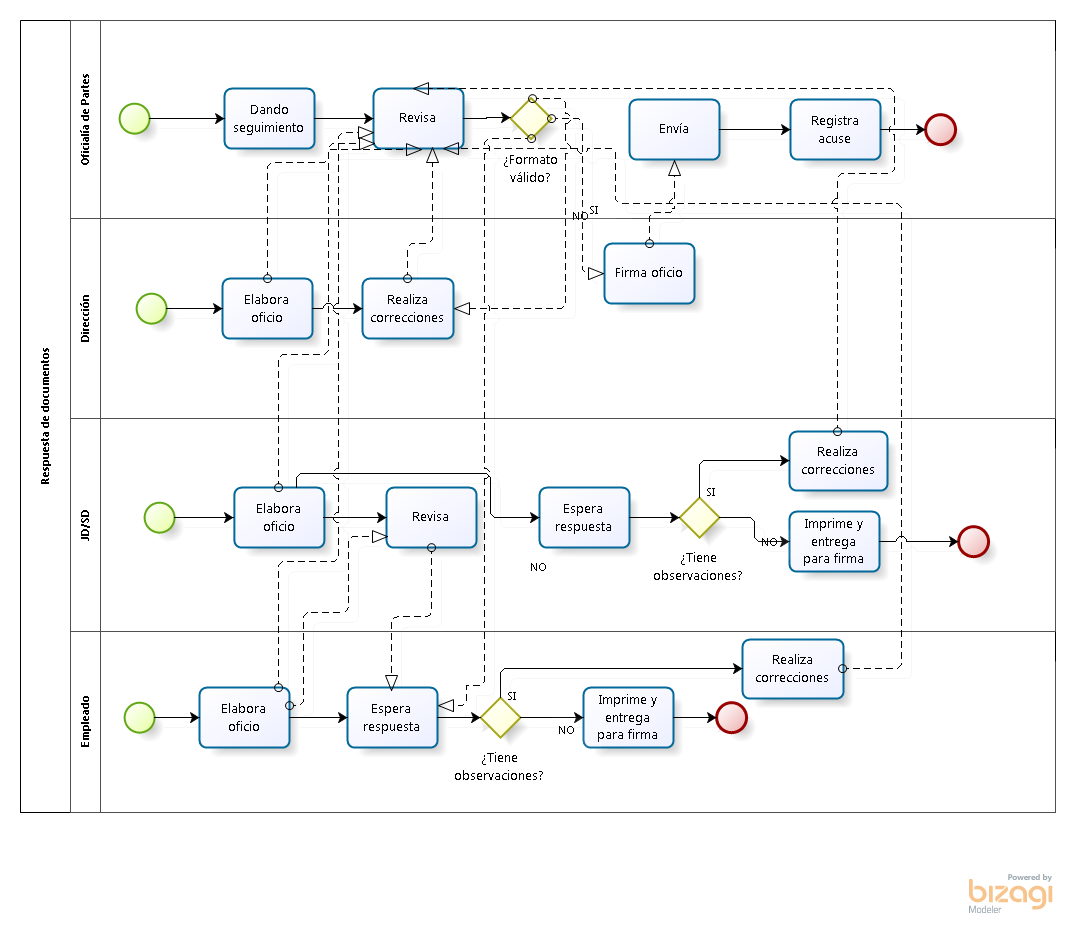 Respuesta de documentos
Oficialía de Partes
Dando
seguimiento
Revisa
¿Formato
válido?
Envía
Registra
acuse
NO
SI
Dirección
Elabora
oficio
Realiza
correcciones
Firma oficio
JD/SD
Elabora
oficio
Revisa
Espera
respuesta
NO
SI
¿Tiene
observaciones?
Realiza
correcciones
NO
Imprime y
entrega
para firma
Empleado
Elabora
oficio
Espera
respuesta
SI
¿Tiene
observaciones?
NO
Imprime y
entrega
para firma
Realiza
correcciones
Powered by
bizagi
Modeler